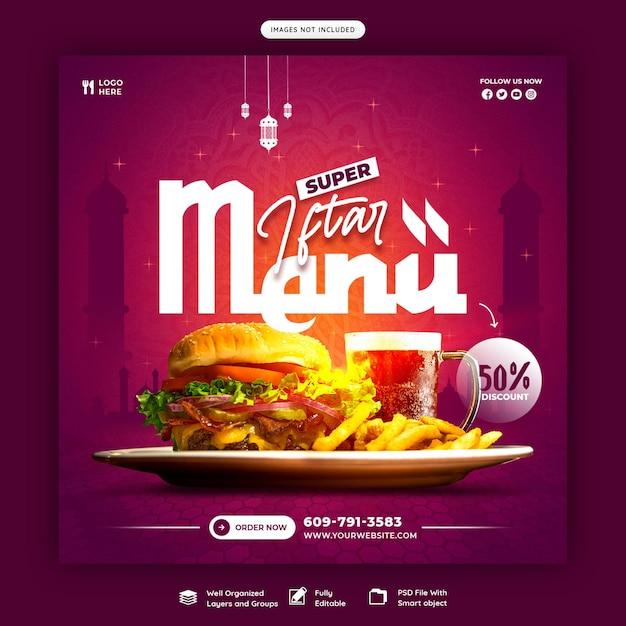 IMAGES NOT INCLUDED
LOGO
HERE
FOLLOW US NOW
SUPER
Iftar
Menü
50%
DISCOUNT
ORDER NOW
609-791-3583
WWW.YOURWEBSITE.COM
Well Organized
Layers and Groups
Fully
Editable
PSD File With
Smart object